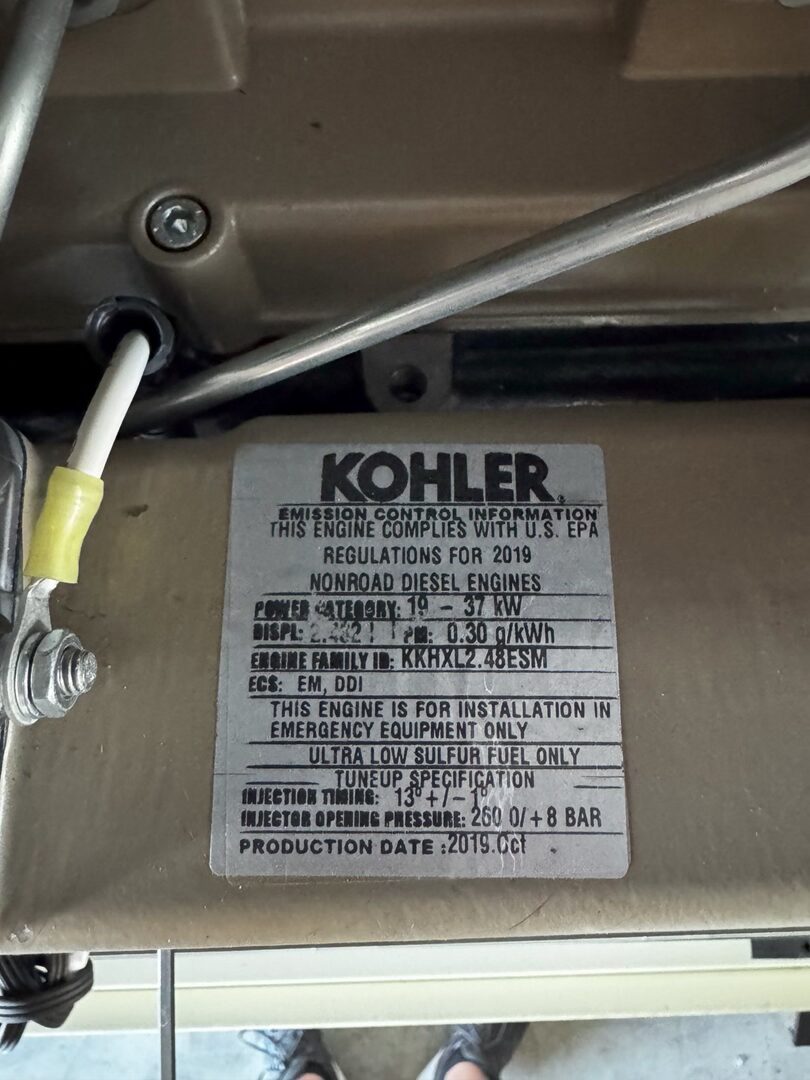 KOHLER®
EMISSION CONTROL INFORMATION
THIS ENGINE COMPLIES WITH U.S. EPA
REGULATIONS FOR 2019
NONROAD DIESEL ENGINES
POWER CATEGORY: 19 - 37 kW
DISPL: 2.482 l PM: 0.30 g/kWh
ENGINE FAMILY ID: KKHXL2.48ESM
ECS: EM, DDI
THIS ENGINE IS FOR INSTALLATION IN
EMERGENCY EQUIPMENT ONLY
ULTRA LOW SULFUR FUEL ONLY
TUNEUP SPECIFICATION
INJECTION TIMING: 13°+/-1°
INJECTOR OPENING PRESSURE: 260 0/+8 BAR
PRODUCTION DATE :2019.Oct